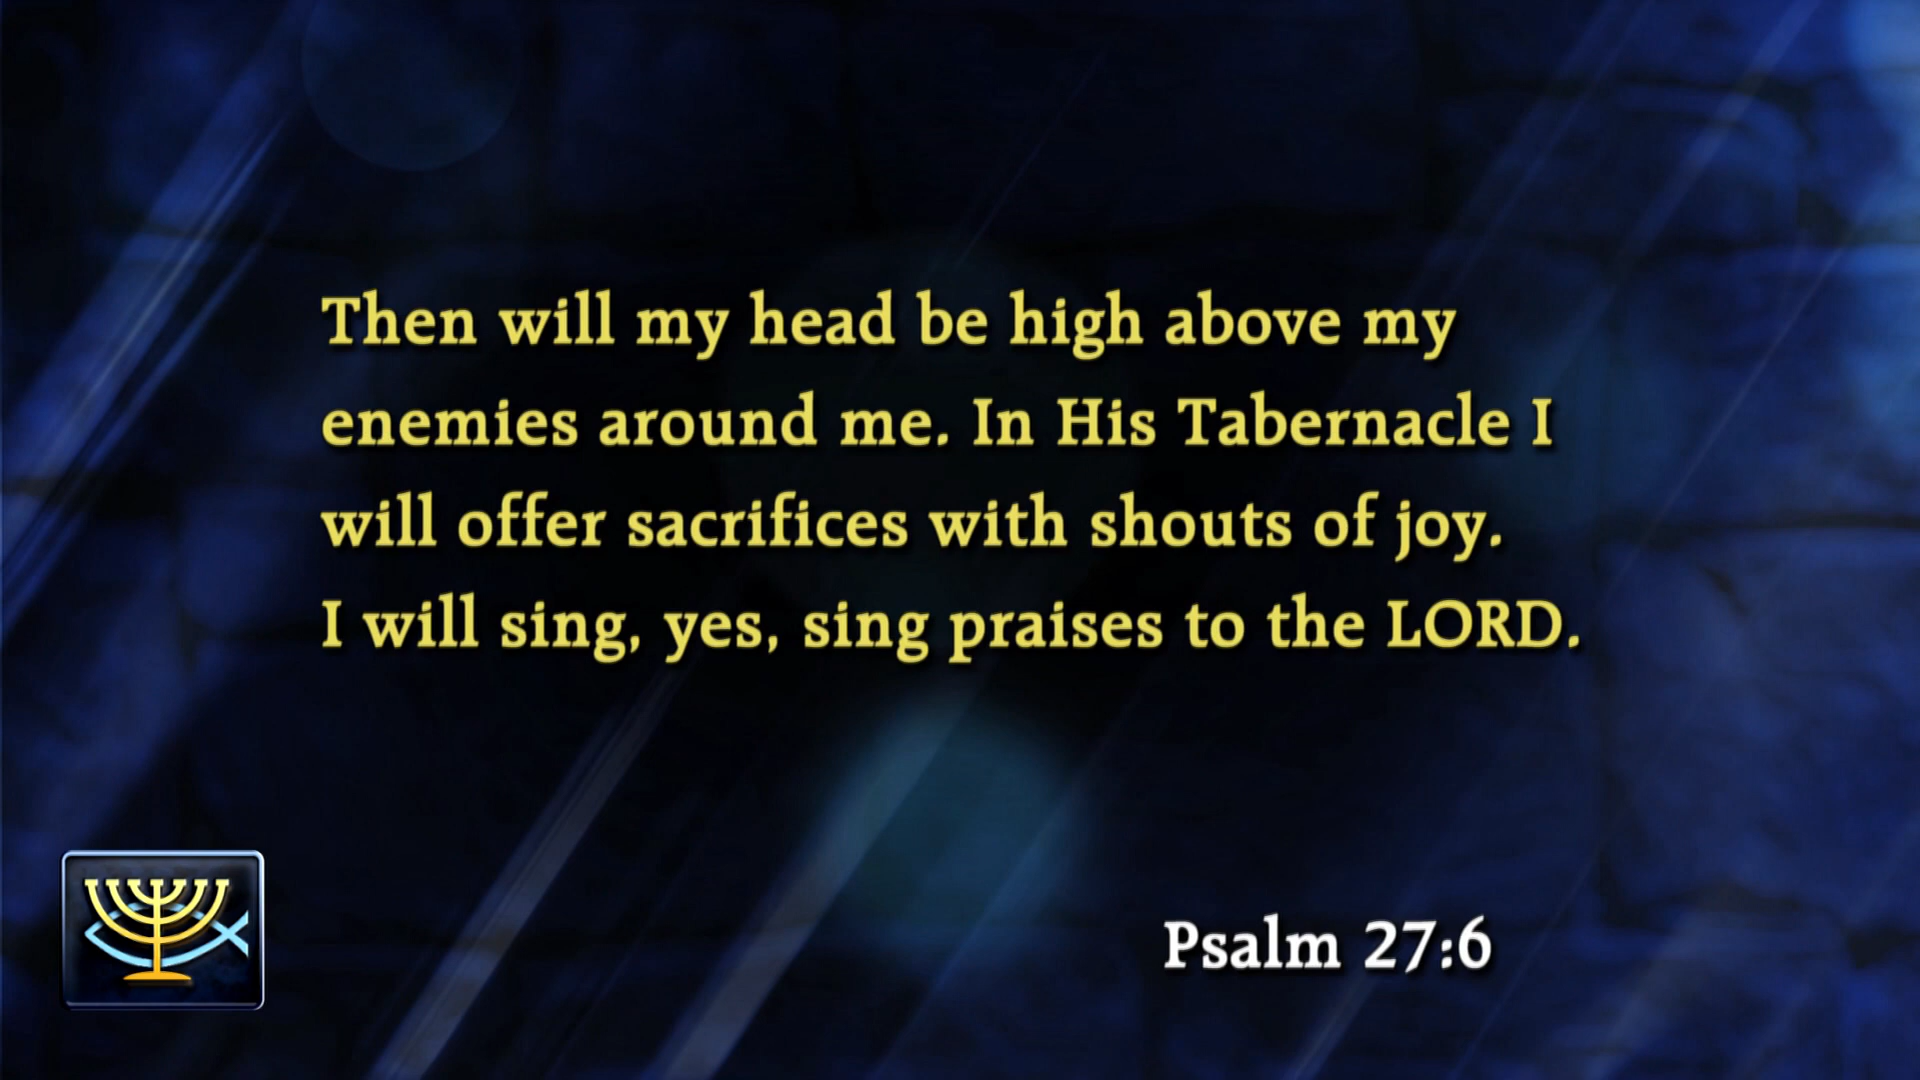 Then will my head be high above my
enemies around me. In His Tabernacle I
will offer sacrifices with shouts of joy.
I will sing, yes, sing praises to the LORD.
Psalm 27:6